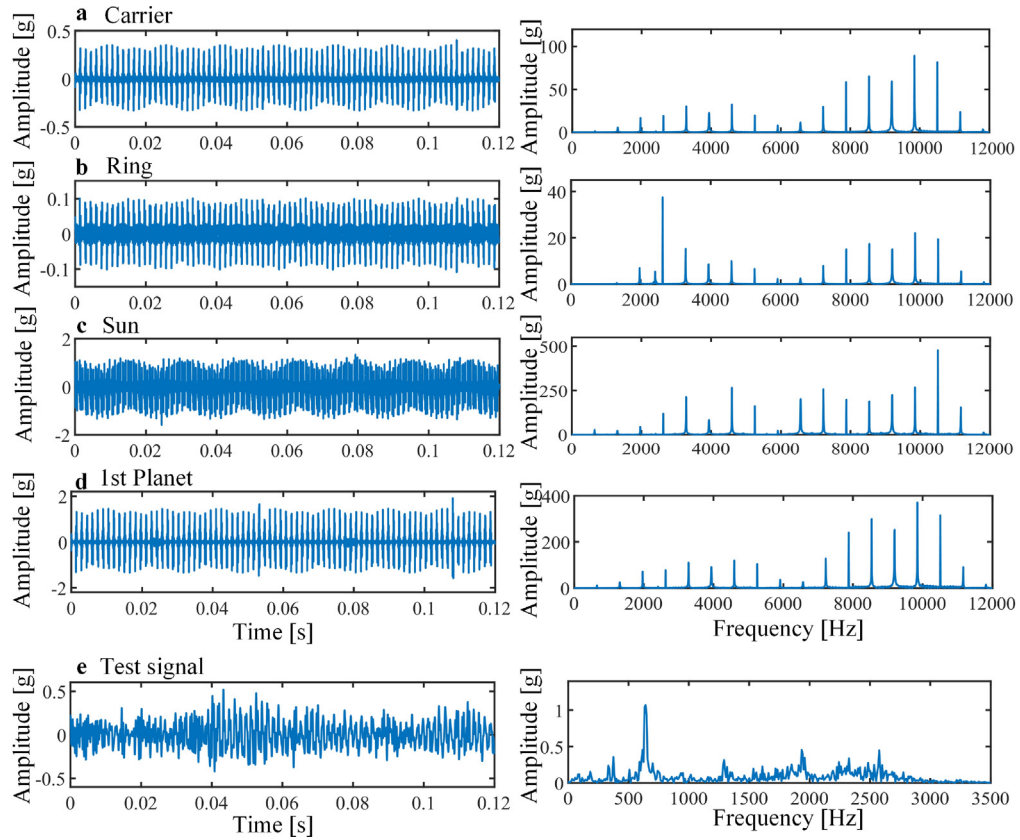 a Carrier
Amplitude [g]
0.5
0
-0.5
0 0.02 0.04 0.06 0.08 0.1 0.12
Amplitude [g]
100
50
0
0 2000 4000 6000 8000 10000 12000
b Ring
Amplitude [g]
0.1
0
-0.1
0 0.02 0.04 0.06 0.08 0.1 0.12
Amplitude [g]
40
20
0
0 2000 4000 6000 8000 10000 12000
c Sun
Amplitude [g]
2
0
-2
0 0.02 0.04 0.06 0.08 0.1 0.12
Amplitude [g]
500
250
0
0 2000 4000 6000 8000 10000 12000
d 1st Planet
Amplitude [g]
2
0
-2
0 0.02 0.04 0.06 0.08 0.1 0.12
Time [s]
Amplitude [g]
400
200
0
0 2000 4000 6000 8000 10000 12000
Frequency [Hz]
e Test signal
Amplitude [g]
0.5
0
-0.5
0 0.02 0.04 0.06 0.08 0.1 0.12
Time [s]
Amplitude [g]
1
0.5
0
0 500 1000 1500 2000 2500 3000 3500
Frequency [Hz]